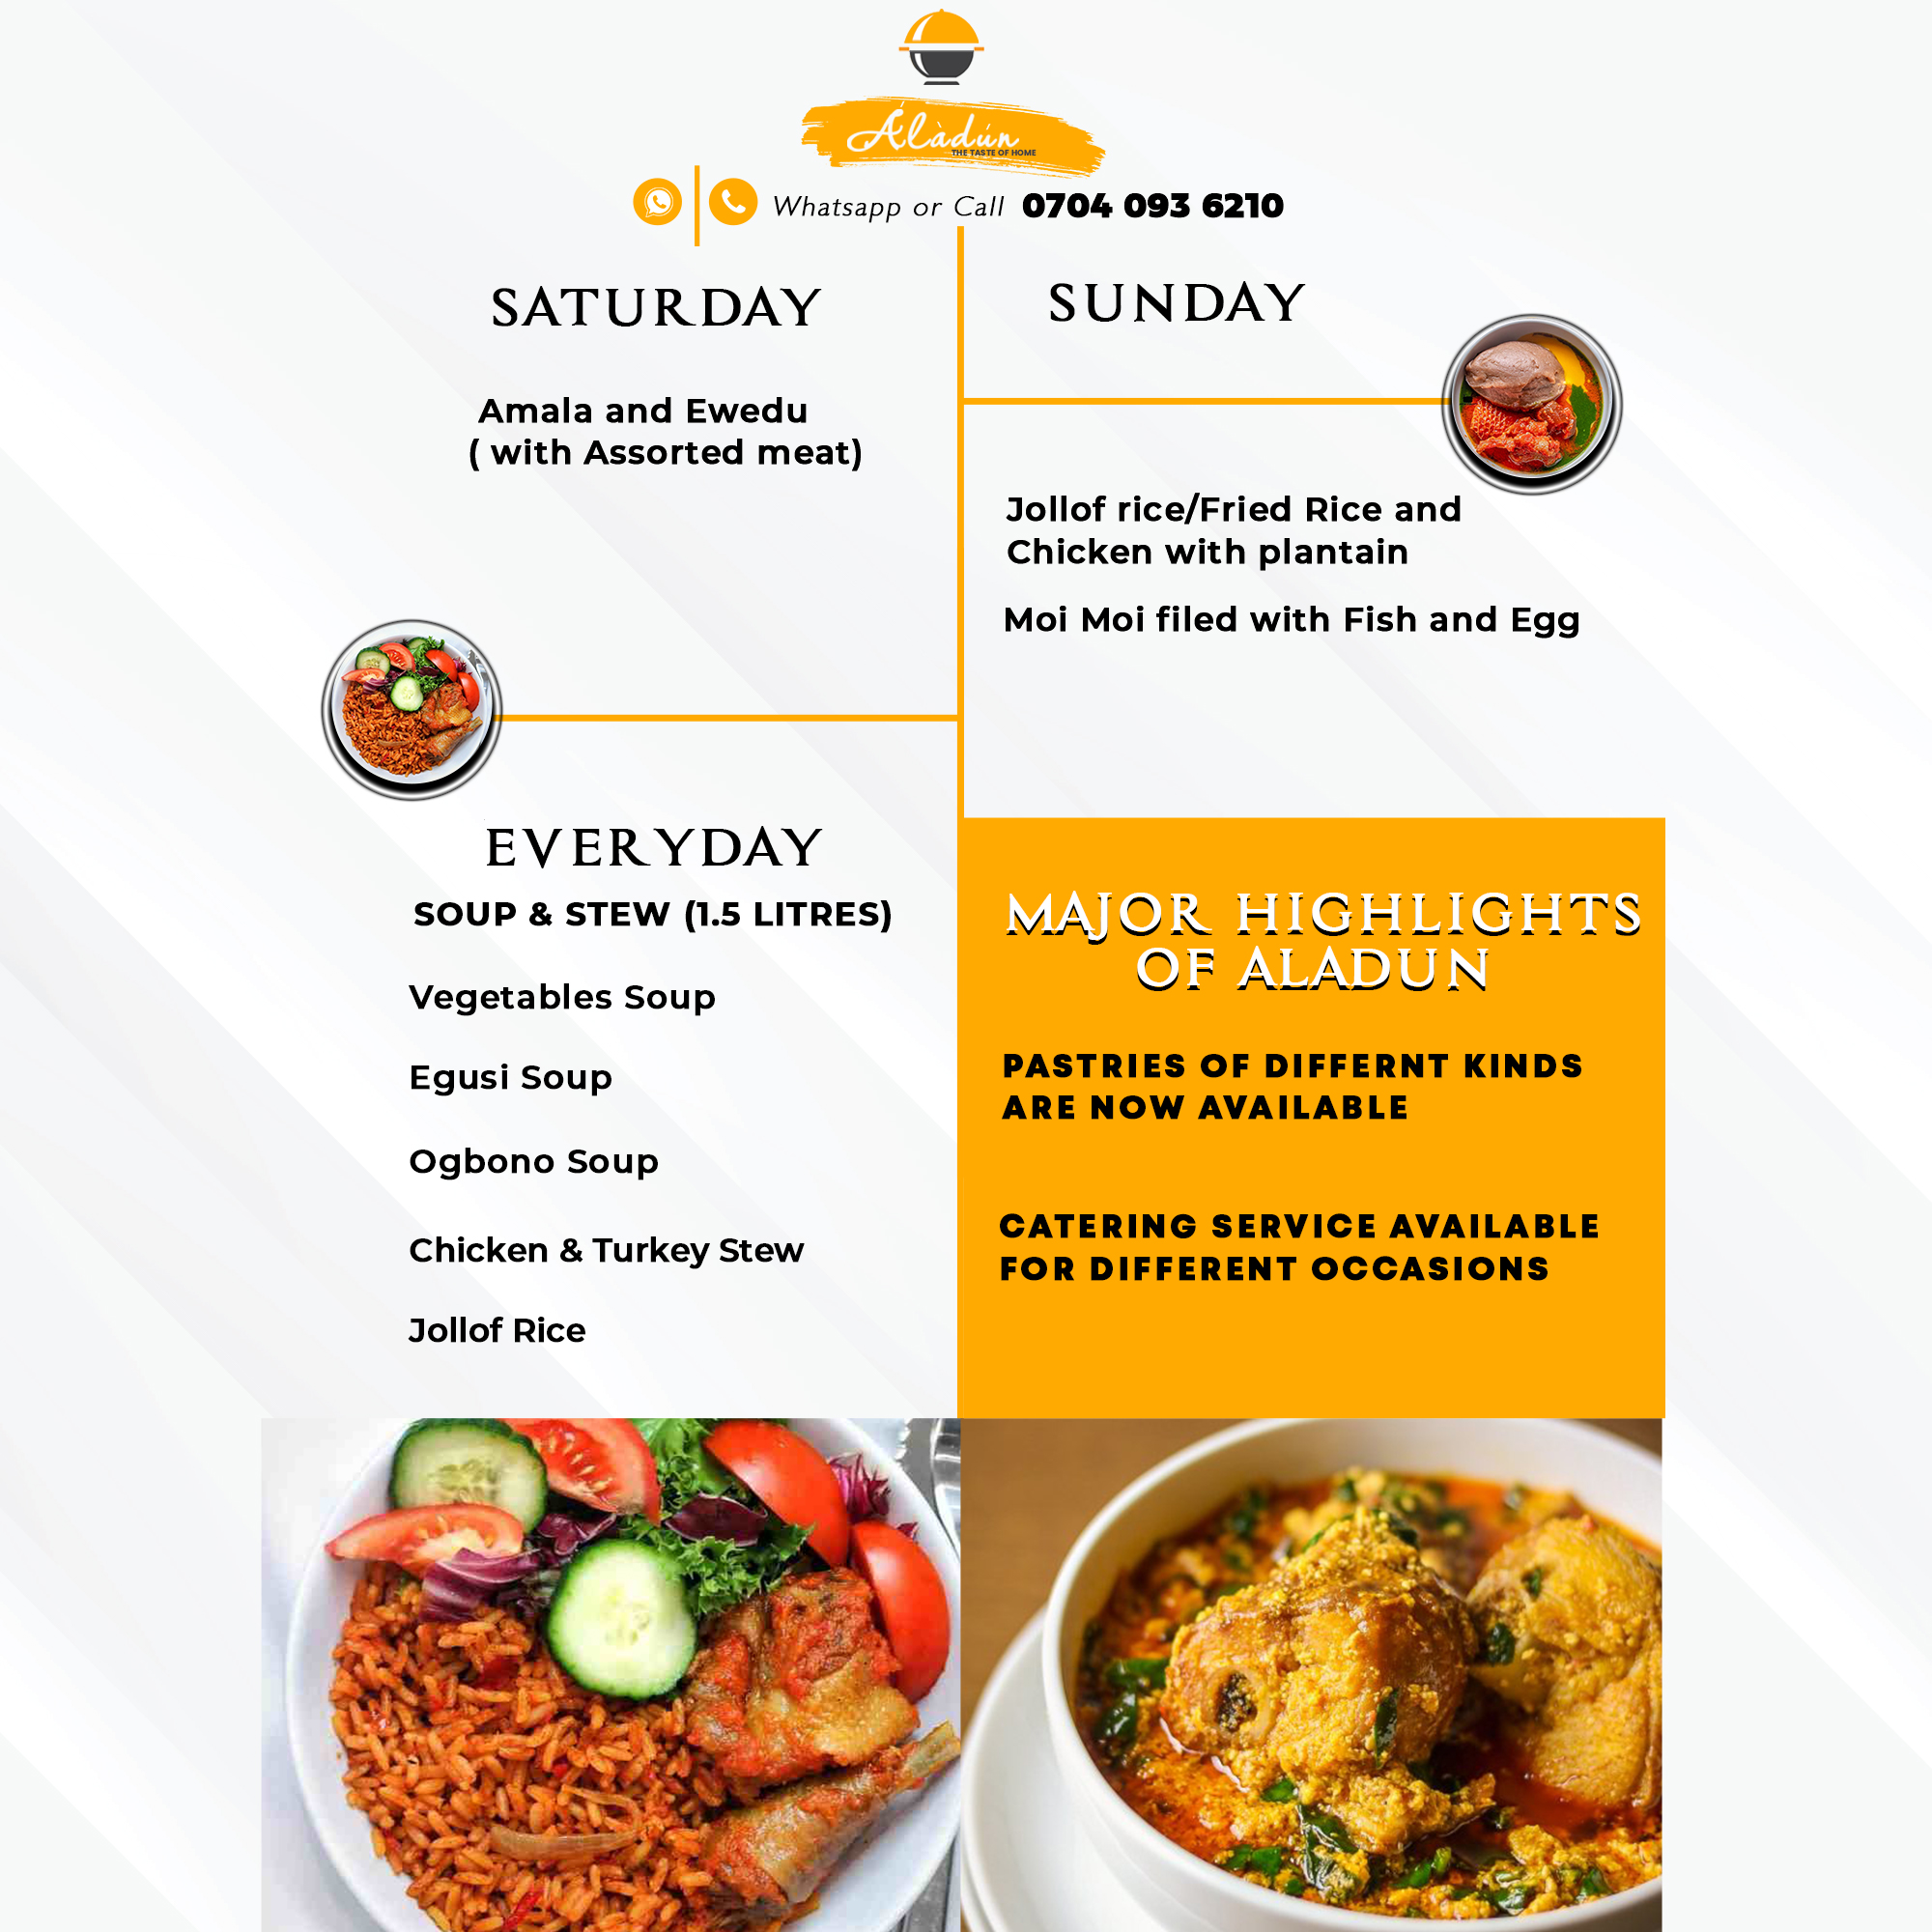 Áládún
THE TASTE OF HOME
Whatsapp or Call 0704 093 6210
SATURDAY
Amala and Ewedu
( with Assorted meat)
SUNDAY
Jollof rice/Fried Rice and
Chicken with plantain
Moi Moi filed with Fish and Egg
EVERYDAY
SOUP & STEW (1.5 LITRES)
Vegetables Soup
Egusi Soup
Ogbono Soup
Chicken & Turkey Stew
Jollof Rice
MAJOR HIGHLIGHTS
OF ALADUN
PASTRIES OF DIFFERNT KINDS
ARE NOW AVAILABLE
CATERING SERVICE AVAILABLE
FOR DIFFERENT OCCASIONS